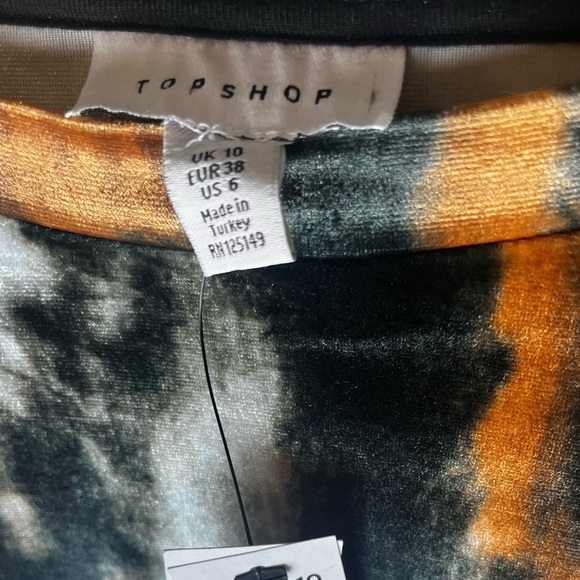 TOPSHOP
UK 10
EUR 38
US 6
Made in
Turkey
RN125149